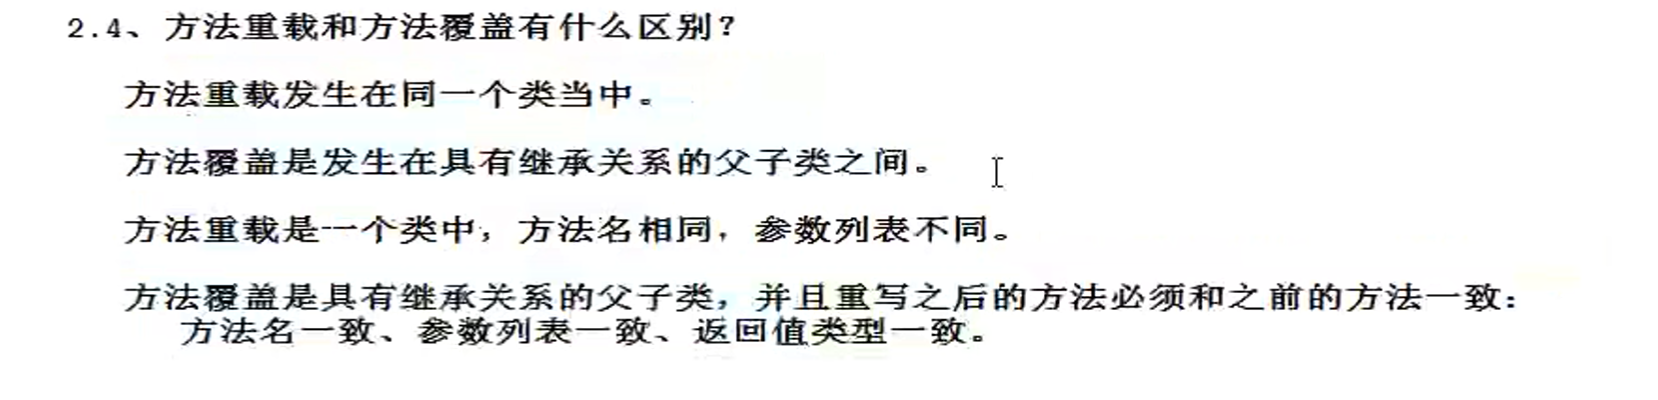 2.4、方法重载和方法覆盖有什么区别？
方法重载发生在同一个类当中。
方法覆盖是发生在具有继承关系的父子类之间。
方法重载是一个类中，方法名相同，参数列表不同。
方法覆盖是具有继承关系的父子类，并且重写之后的方法必须和之前的方法一致：
方法名一致、参数列表一致、返回值类型一致。